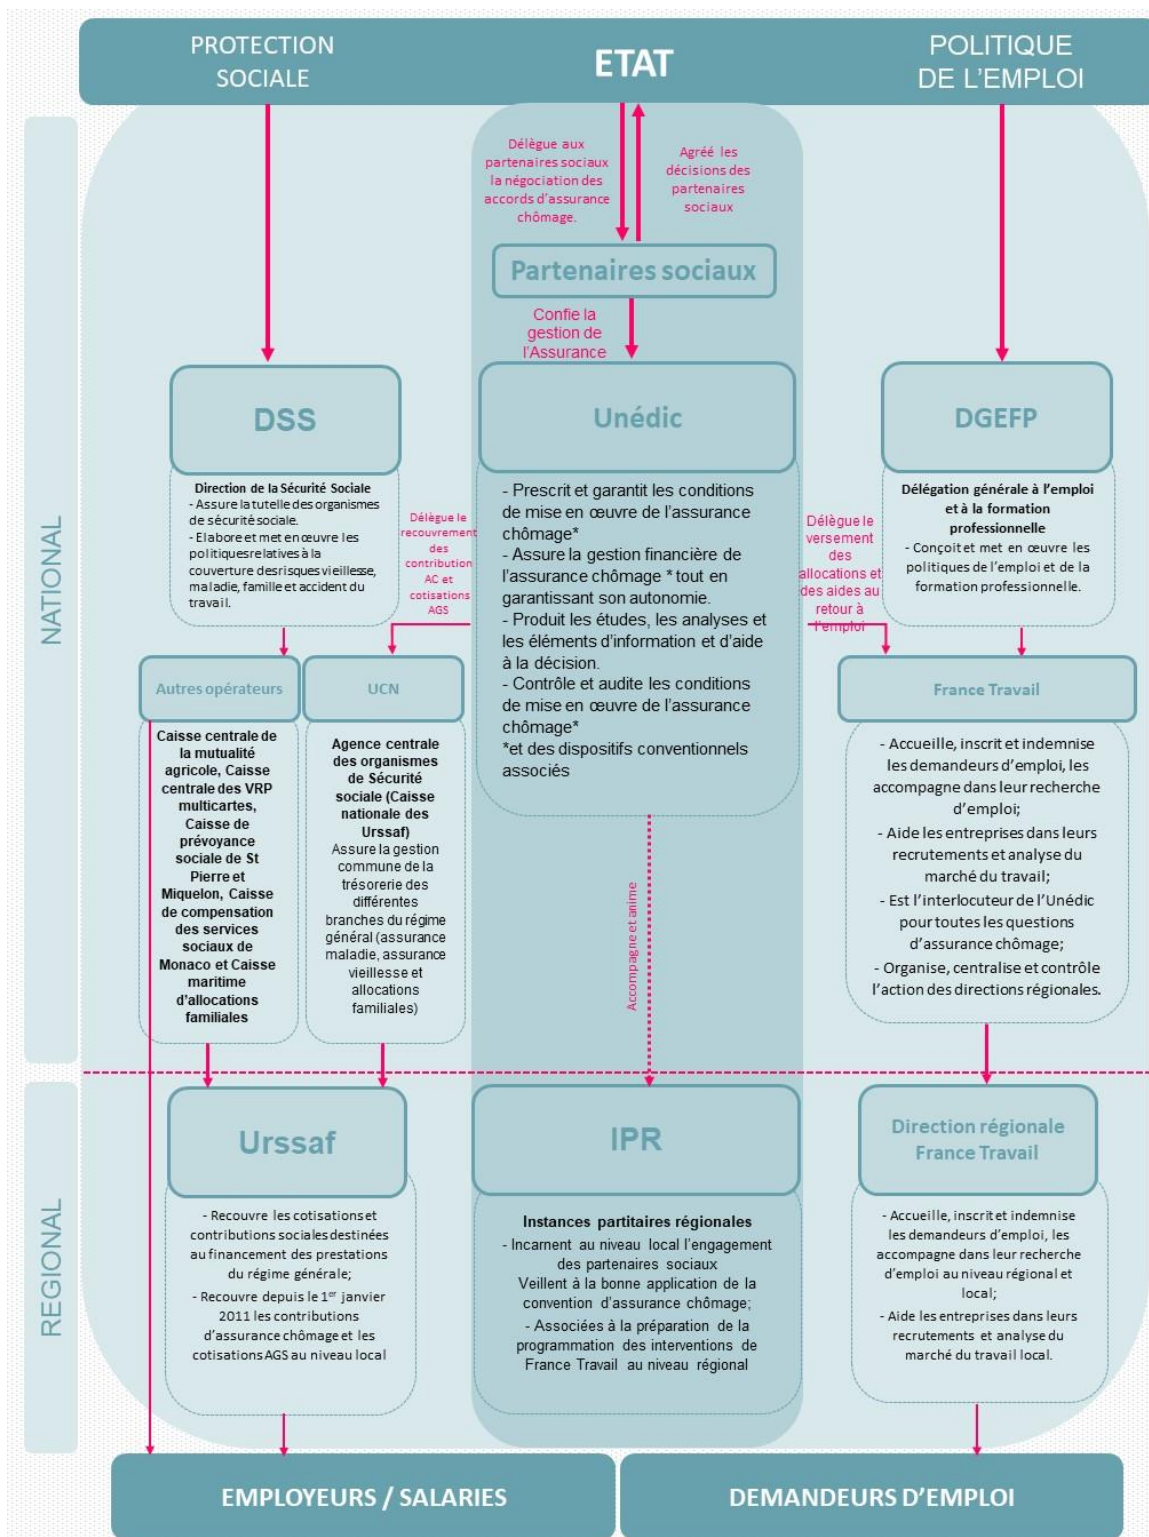 PROTECTION
SOCIALE
ETAT
POLITIQUE
DE L'EMPLOI
NATIONAL
Délègue aux
partenaires sociaux
la négociation des
accords d'assurance
chômage.
Agréé les
décisions des
partenaires
sociaux
Partenaires sociaux
Confie la
gestion de
l'Assurance
DSS
Direction de la Sécurité Sociale
- Assure la tutelle des organismes
de sécurité sociale.
- Elabore et met en œuvre les
politiques relatives à la
couverture des risques vieillesse,
maladie, famille et accident du
travail.
Délègue le
recouvrement
des
contribution
AC et
cotisations
AGS
Unédic
- Prescrit et garantit les conditions
de mise en œuvre de l'assurance
chômage*
- Assure la gestion financière de
l'assurance chômage * tout en
garantissant son autonomie.
- Produit les études, les analyses et
les éléments d'information et d'aide
à la décision.
- Contrôle et audite les conditions
de mise en œuvre de l'assurance
chômage*
*et des dispositifs conventionnels
associés
Délègue le
versement
des
allocations et
des aides au
retour à
l'emploi
DGEFP
Délégation générale à l'emploi
et à la formation
professionnelle
- Conçoit et met en œuvre les
politiques de l'emploi et de la
formation professionnelle.
Autres opérateurs
Caisse centrale de
la mutualité
agricole, Caisse
centrale des VRP
multicartes,
Caisse de
prévoyance
sociale de St
Pierre et
Miquelon, Caisse
de compensation
des services
sociaux de
Monaco et Caisse
maritime
d'allocations
familiales
UCN
Agence centrale
des organismes
de Sécurité
sociale (Caisse
nationale des
Urssaf)
Assure la gestion
commune de la
trésorerie des
différentes
branches du régime
général (assurance
maladie, assurance
vieillesse et
allocations
familiales)
Accompagne et anime
France Travail
- Accueille, inscrit et indemnise
les demandeurs d'emploi, les
accompagne dans leur recherche
d'emploi;
- Aide les entreprises dans leurs
recrutements et analyse du
marché du travail;
- Est l'interlocuteur de l'Unédic
pour toutes les questions
d'assurance chômage;
- Organise, centralise et contrôle
l'action des directions régionales.
REGIONAL
Urssaf
- Recouvre les cotisations et
contributions sociales destinées
au financement des prestations
du régime générale;
- Recouvre depuis le 1er janvier
2011 les contributions
d'assurance chômage et les
cotisations AGS au niveau local
IPR
Instances partitaires régionales
- Incarnent au niveau local l'engagement
des partenaires sociaux
Veillent à la bonne application de la
convention d'assurance chômage;
- Associées à la préparation de la
programmation des interventions de
France Travail au niveau régional
Direction régionale
France Travail
- Accueille, inscrit et indemnise
les demandeurs d'emploi, les
accompagne dans leur recherche
d'emploi au niveau régional et
local;
- Aide les entreprises dans leurs
recrutements et analyse du
marché du travail local.
EMPLOYEURS / SALARIES
DEMANDEURS D'EMPLOI